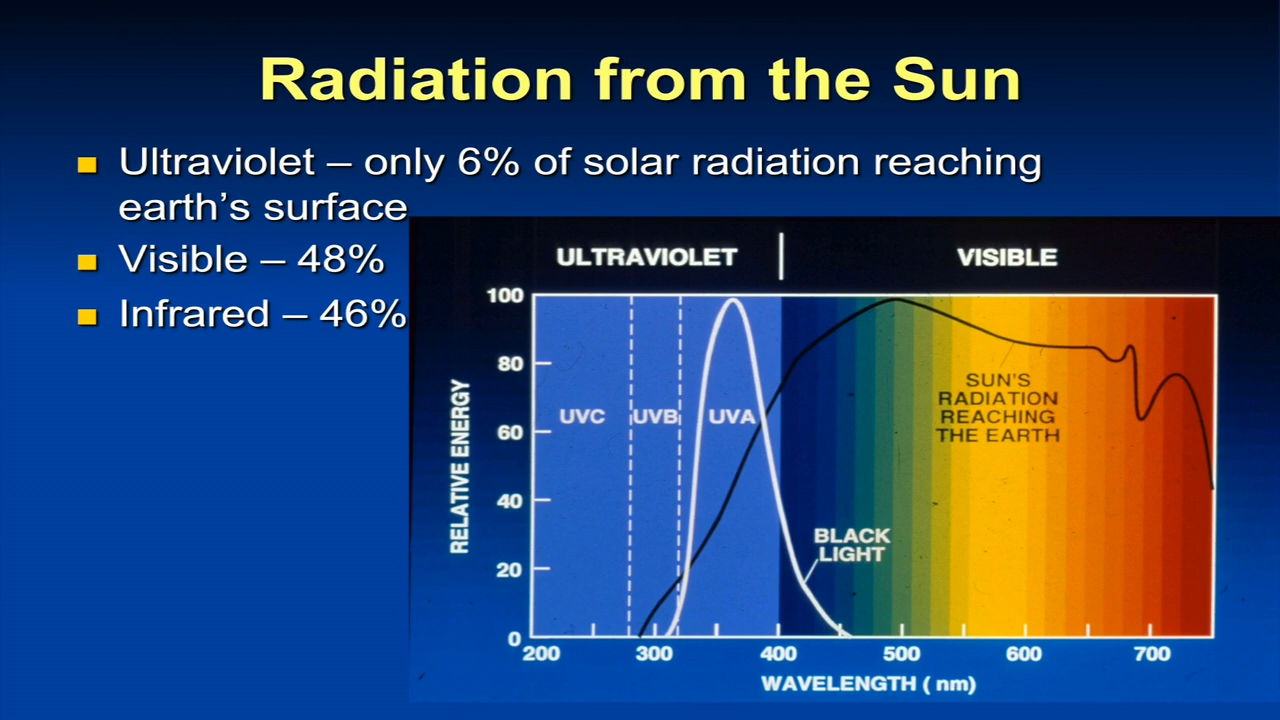 Radiation from the Sun
Ultraviolet – only 6% of solar radiation reaching
earth’s surface
Visible – 48%
Infrared – 46%
ULTRAVIOLET | VISIBLE
100
80
60
40
20
0
RELATIVE ENERGY
UVC UVB UVA
SUN'S
RADIATION
REACHING
THE EARTH
BLACK
LIGHT
200 300 400 500 600 700
WAVELENGTH ( nm)